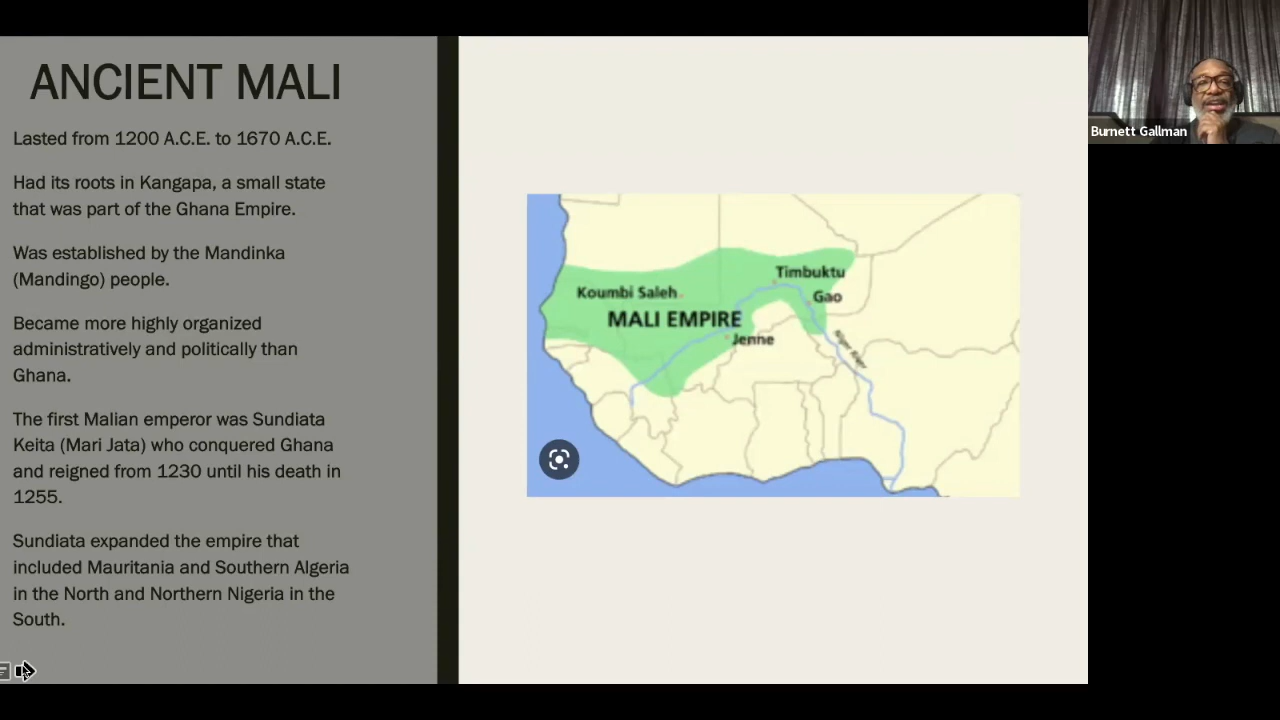 ANCIENT MALI
Lasted from 1200 A.C.E. to 1670 A.C.E.
Had its roots in Kangapa, a small state
that was part of the Ghana Empire.
Was established by the Mandinka
(Mandingo) people.
Became more highly organized
administratively and politically than
Ghana.
The first Malian emperor was Sundiata
Keita (Mari Jata) who conquered Ghana
and reigned from 1230 until his death in
1255.
Sundiata expanded the empire that
included Mauritania and Southern Algeria
in the North and Northern Nigeria in the
South.
Timbuktu
Koumbi Saleh
Gao
MALI EMPIRE
Jenne
Niger River
Burnett Gallman